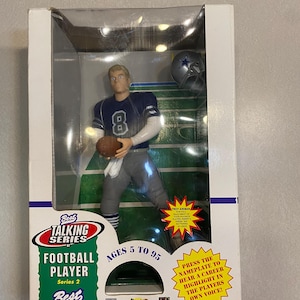 8
Best
TALKING
SERIES
FOOTBALL
PLAYER
Series 2
Best
AGES 5 TO 95
PRESS THE
NAMEPLATE TO
HEAR A CAREER
HIGHLIGHT IN
THE PLAYERS
OWN VOICE!